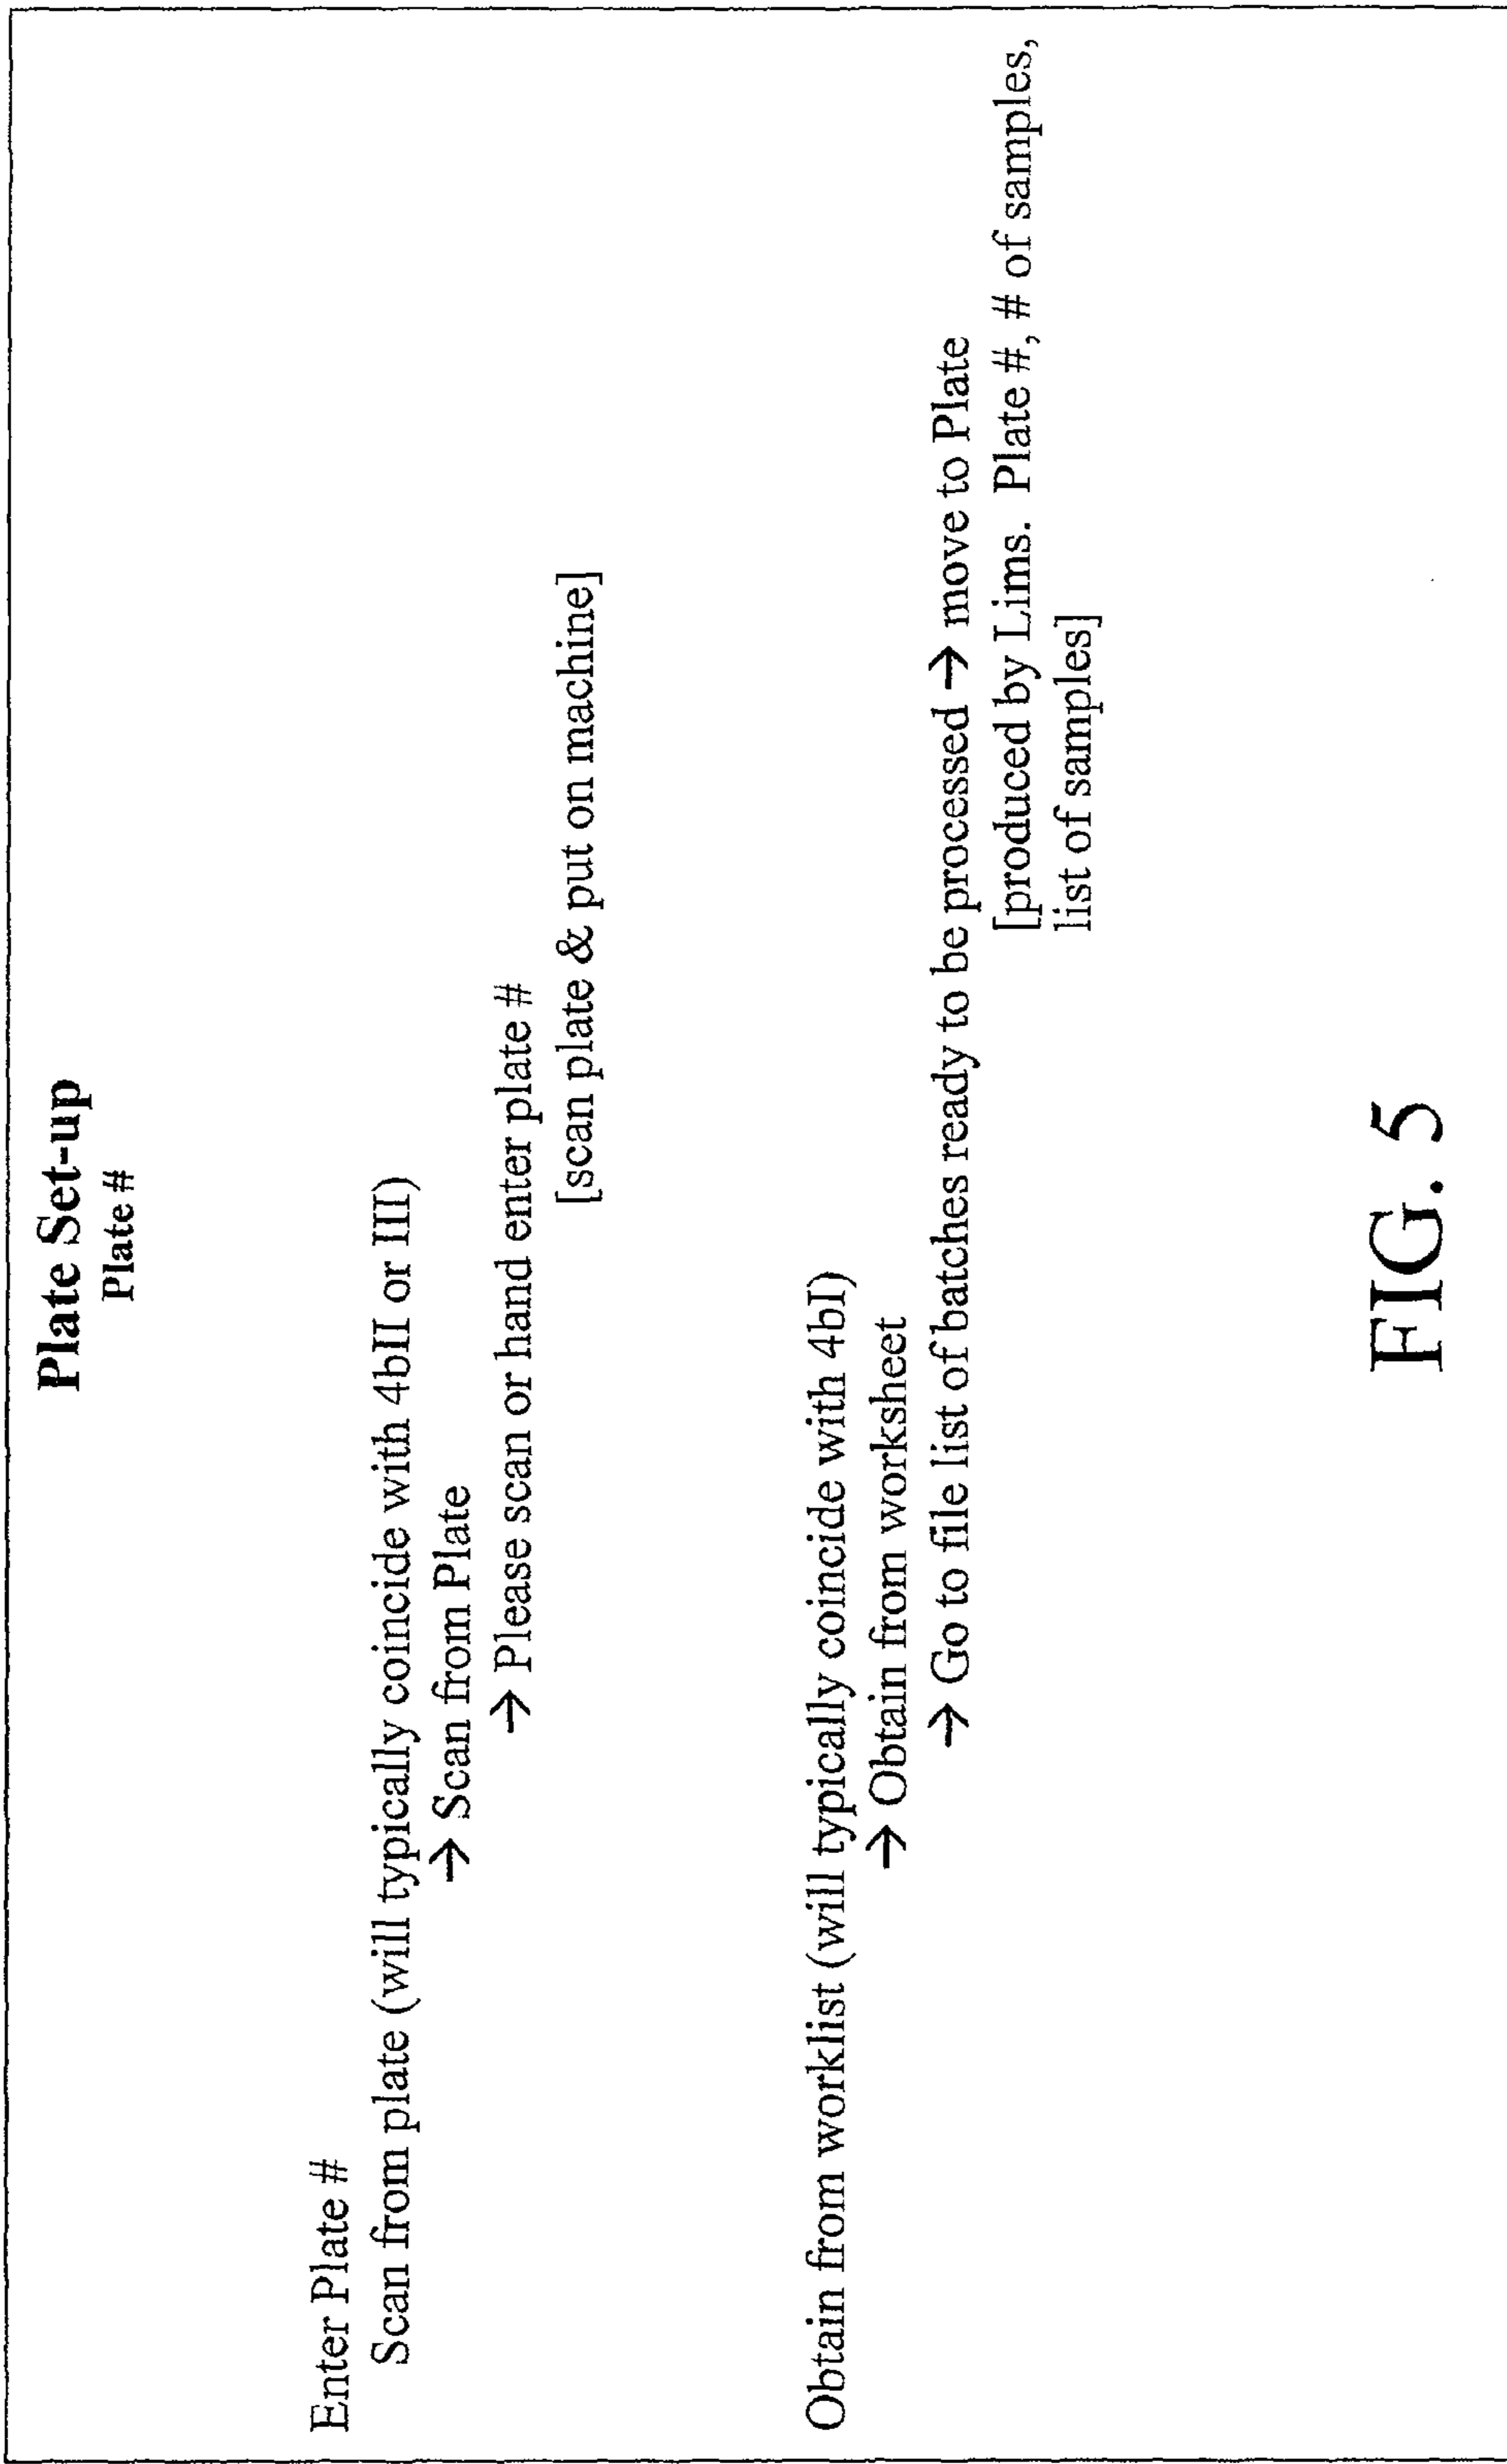 Plate Set-up
Plate #
Enter Plate #
Scan from plate (will typically coincide with 4bII or III)
→ Scan from Plate
→ Please scan or hand enter plate #
[scan plate & put on machine]
Obtain from worklist (will typically coincide with 4bI)
→ Obtain from worksheet
→ Go to file list of batches ready to be processed → move to Plate
[produced by Lims. Plate #, # of samples,
list of samples]
FIG. 5